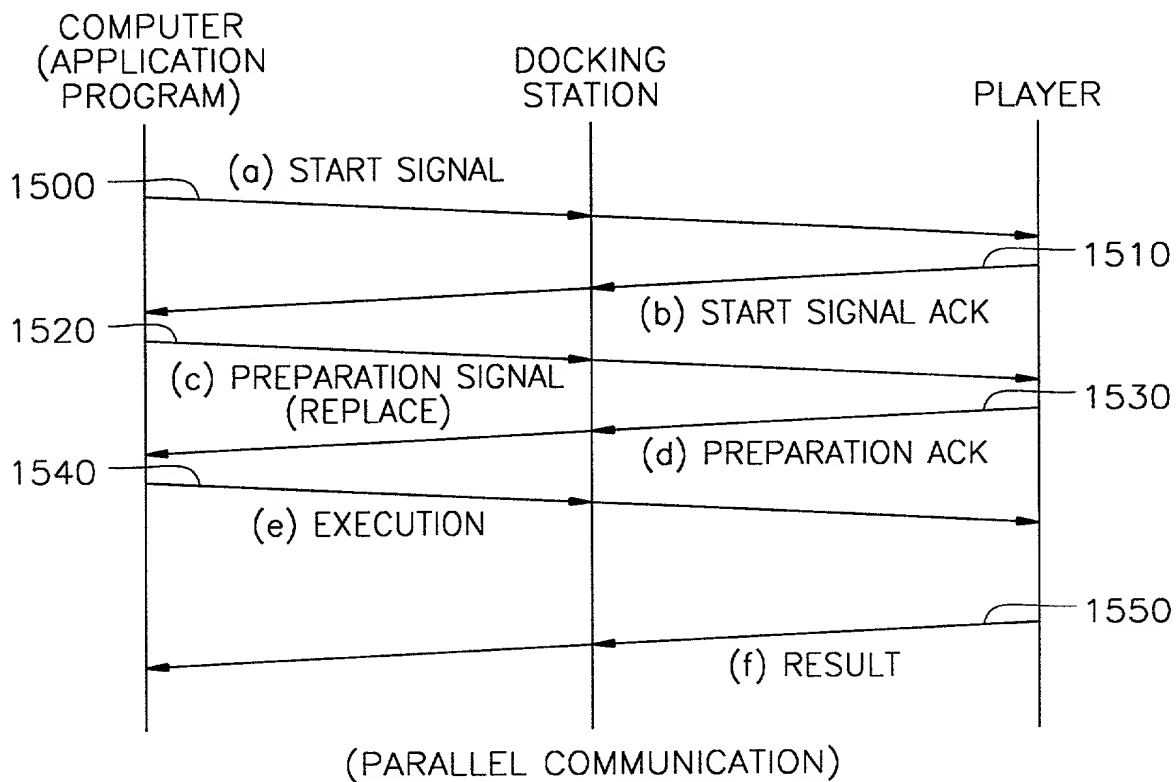 COMPUTER
(APPLICATION
PROGRAM)
DOCKING
STATION
PLAYER
1500
(a) START SIGNAL
1510
(b) START SIGNAL ACK
1520
(c) PREPARATION SIGNAL
(REPLACE)
1530
(d) PREPARATION ACK
1540
(e) EXECUTION
1550
(f) RESULT
(PARALLEL COMMUNICATION)